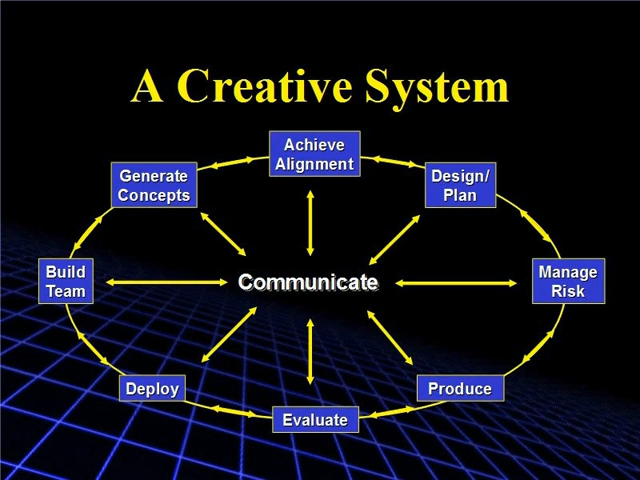 A Creative System
Achieve
Alignment
Generate
Concepts
Design/
Plan
Build
Team
Communicate
Manage
Risk
Deploy
Produce
Evaluate